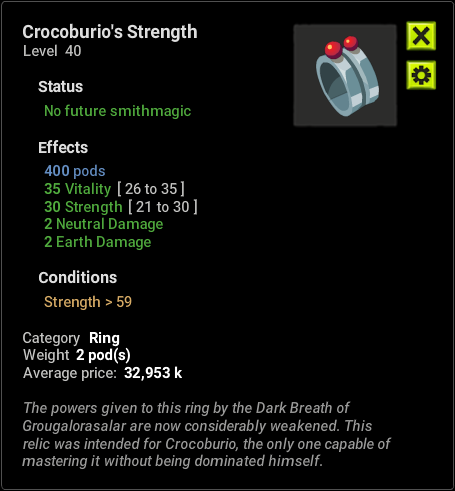 Crocoburio's Strength
Level 40
Status
No future smithmagic
Effects
400 pods
35 Vitality [ 26 to 35 ]
30 Strength [ 21 to 30 ]
2 Neutral Damage
2 Earth Damage
Conditions
Strength > 59
Category Ring
Weight 2 pod(s)
Average price: 32,953 k
The powers given to this ring by the Dark Breath of
Grougalorasalar are now considerably weakened. This
relic was intended for Crocoburio, the only one capable of
mastering it without being dominated himself.